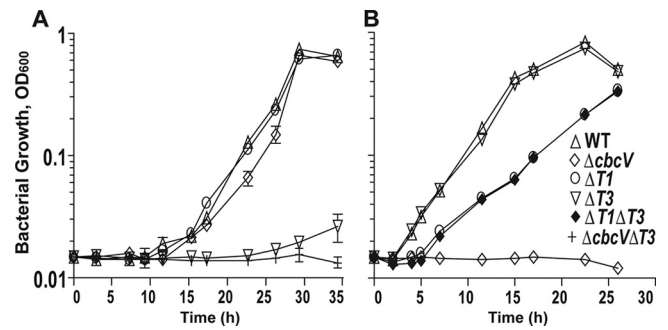 A
B
Bacterial Growth, OD600
1
0.1
0.01
0 5 10 15 20 25 30 35
Time (h)
0 5 10 15 20 25 30
Time (h)
WT
ΔcbcV
ΔT1
ΔT3
ΔT1ΔT3
ΔcbcVΔT3